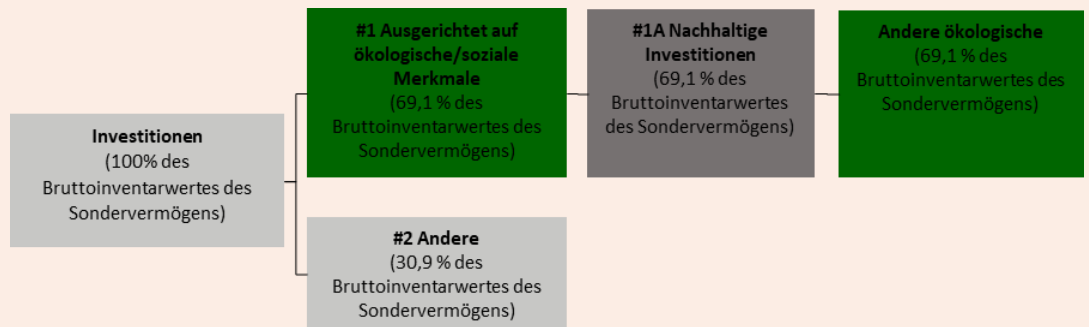 Investitionen
(100% des
Bruttoinventarwertes des
Sondervermögens)
#1 Ausgerichtet auf
ökologische/soziale
Merkmale
(69,1 % des
Bruttoinventarwertes des
Sondervermögens)
#1A Nachhaltige
Investitionen
(69,1 % des
Bruttoinventarwertes
des Sondervermögens)
Andere ökologische
(69,1 % des
Bruttoinventarwertes des
Sondervermögens)
#2 Andere
(30,9 % des
Bruttoinventarwertes des
Sondervermögens)